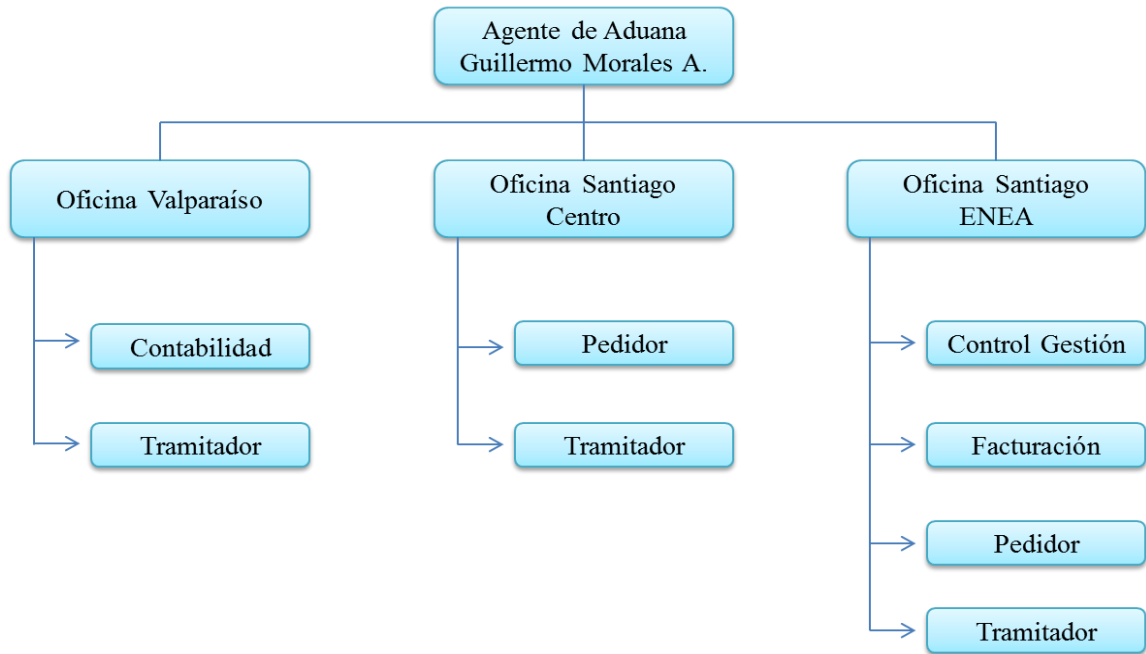 Agente de Aduana
Guillermo Morales A.
Oficina Valparaíso
Oficina Santiago
Centro
Oficina Santiago
ENEA
Contabilidad
Tramitador
Pedidor
Tramitador
Control Gestión
Facturación
Pedidor
Tramitador